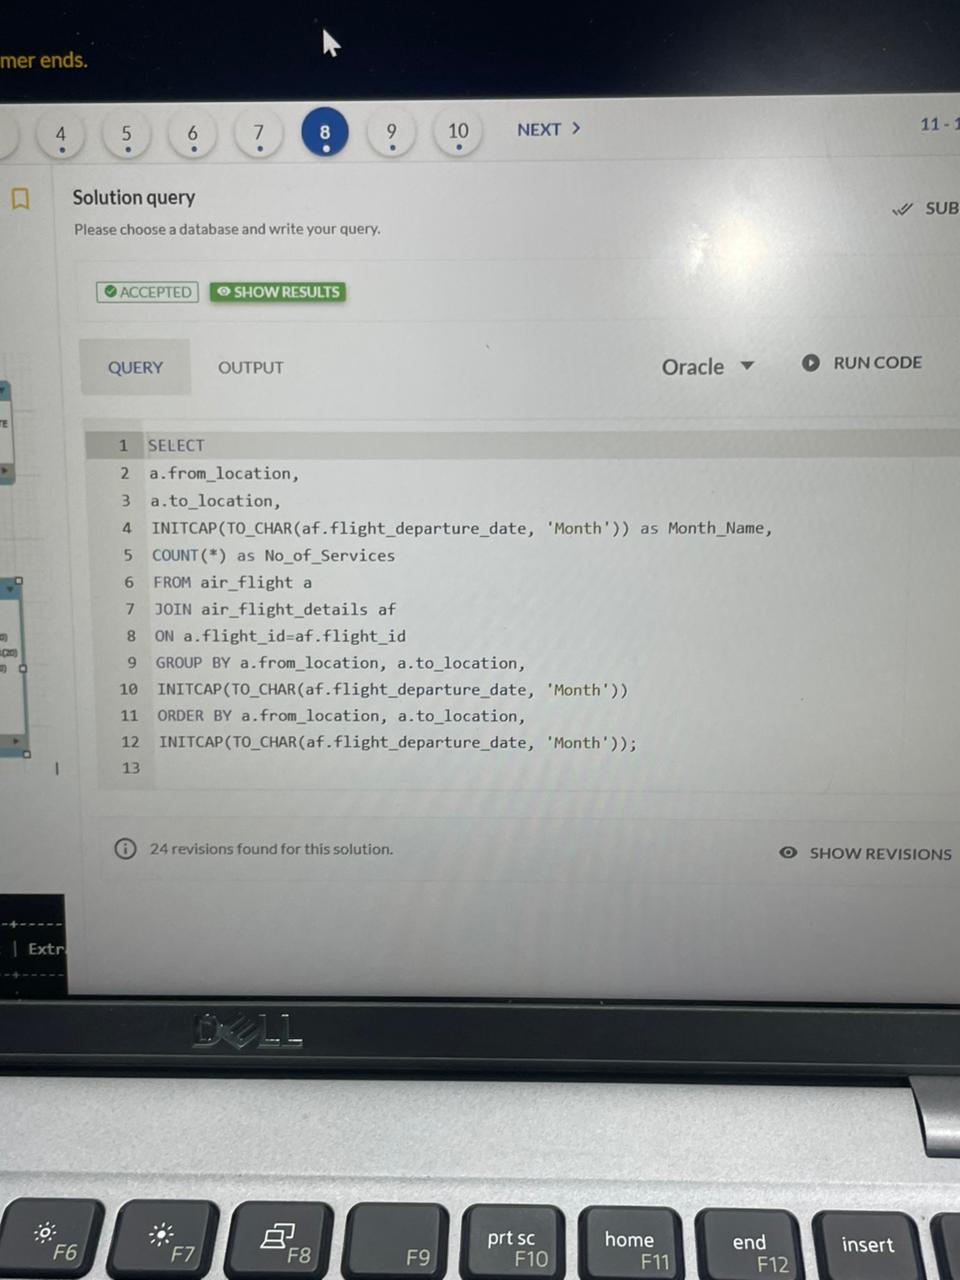 mer ends.
4 5 6 7 8 9 10 NEXT >
11 - 1
Solution query
SUB
Please choose a database and write your query.
ACCEPTED SHOW RESULTS
QUERY OUTPUT Oracle RUN CODE
1 SELECT
2 a.from_location,
3 a.to_location,
4 INITCAP(TO_CHAR(af.flight_departure_date, 'Month')) as Month_Name,
5 COUNT(*) as No_of_Services
6 FROM air_flight a
7 JOIN air_flight_details af
8 ON a.flight_id=af.flight_id
9 GROUP BY a.from_location, a.to_location,
10 INITCAP(TO_CHAR(af.flight_departure_date, 'Month'))
11 ORDER BY a.from_location, a.to_location,
12 INITCAP(TO_CHAR(af.flight_departure_date, 'Month'));
13
24 revisions found for this solution.
SHOW REVISIONS
| Extr
DELL
F6 F7 F8 F9 prt sc F10 home F11 end F12 insert